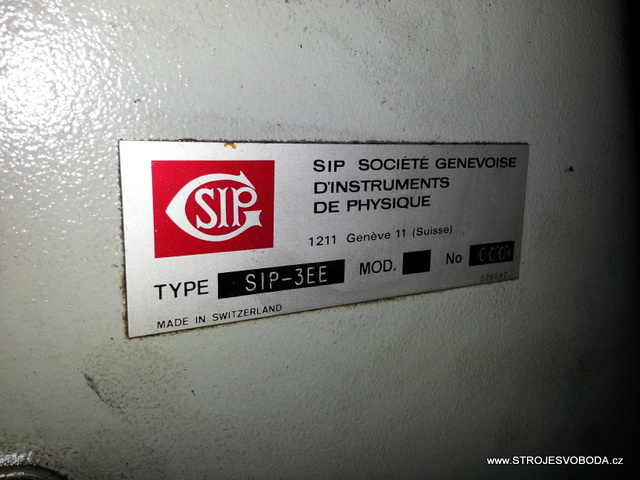 SIP SOCIÉTÉ GENEVOISE
D'INSTRUMENTS
DE PHYSIQUE
SIP
1211 Genève 11 (Suisse)
TYPE SIP-3EE MOD. No
MADE IN SWITZERLAND
www.STROJESVOBODA.cz